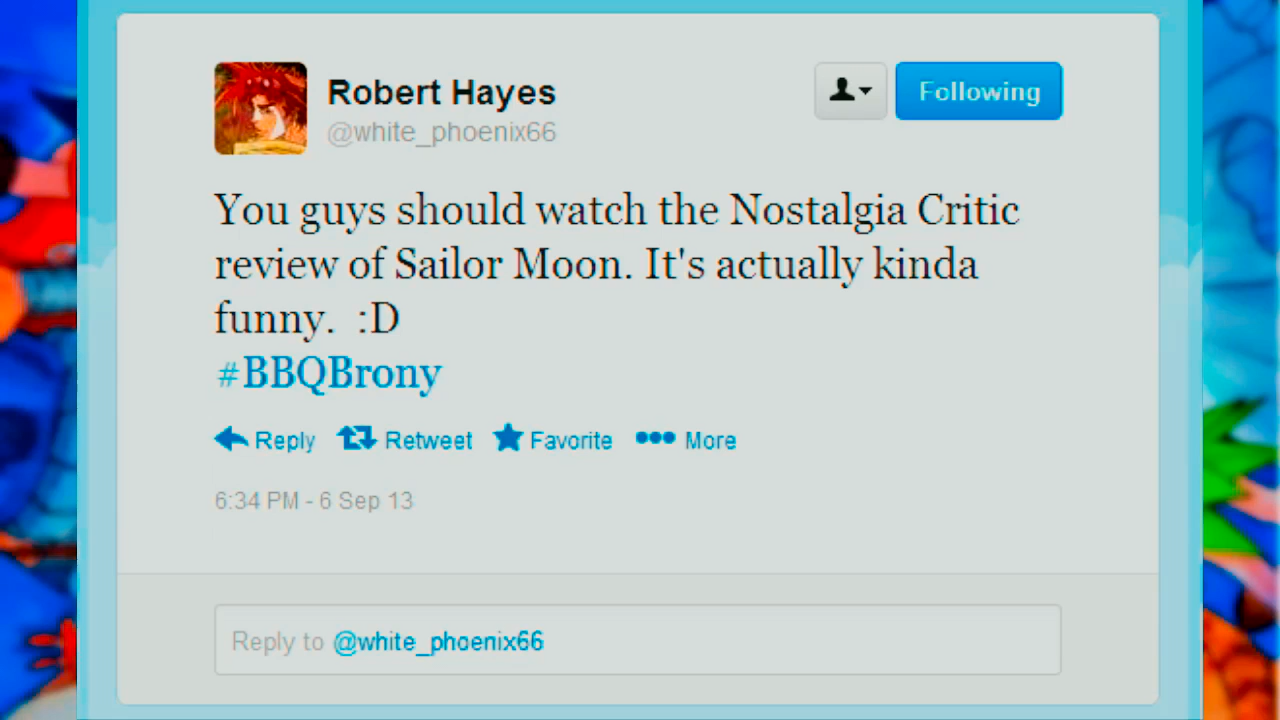 Robert Hayes
@white_phoenix66
Following
You guys should watch the Nostalgia Critic
review of Sailor Moon. It's actually kinda
funny.  :D
#BBQBrony
Reply Retweet Favorite More
6:34 PM - 6 Sep 13
Reply to @white_phoenix66